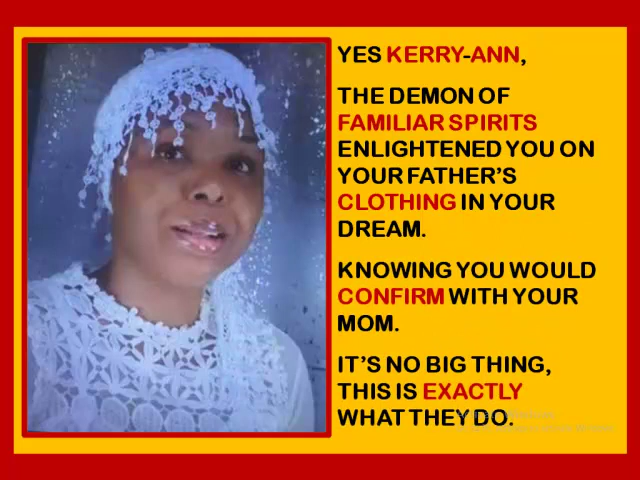 YES KERRY-ANN,
THE DEMON OF
FAMILIAR SPIRITS
ENLIGHTENED YOU ON
YOUR FATHER'S
CLOTHING IN YOUR
DREAM.
KNOWING YOU WOULD
CONFIRM WITH YOUR
MOM.
IT'S NO BIG THING,
THIS IS EXACTLY
WHAT THEY DO.